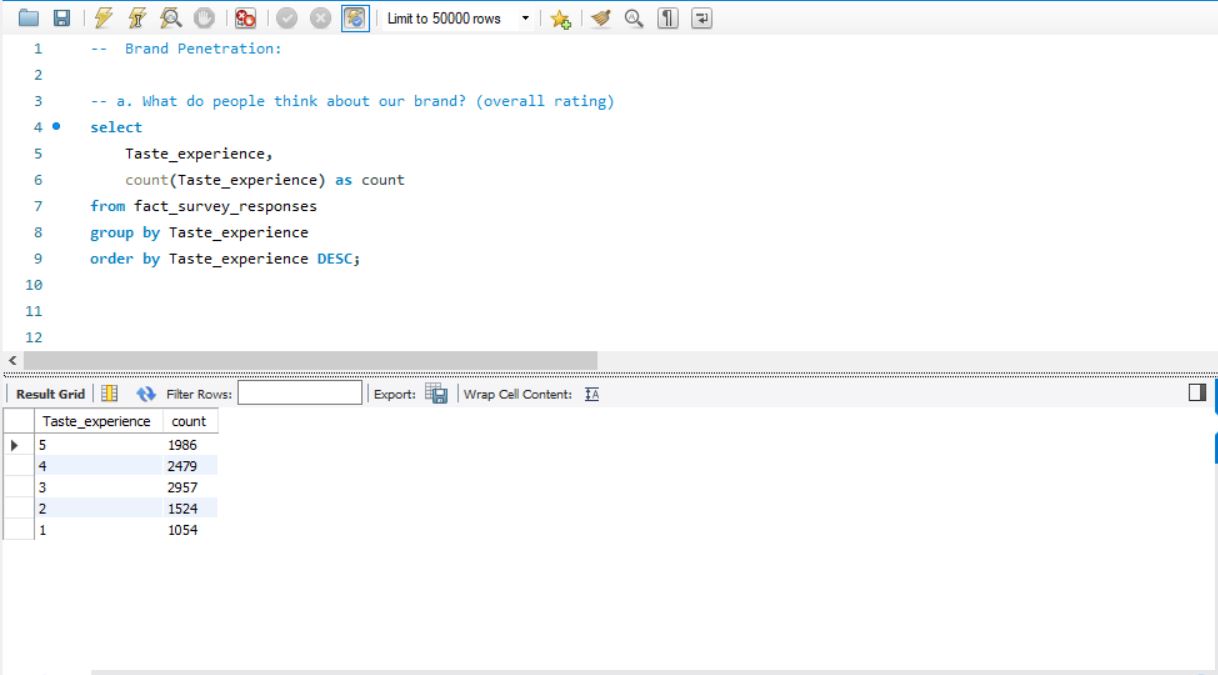 Limit to 50000 rows
1 -- Brand Penetration:
2
3 -- a. What do people think about our brand? (overall rating)
4 select
5 Taste_experience,
6 count(Taste_experience) as count
7 from fact_survey_responses
8 group by Taste_experience
9 order by Taste_experience DESC;
10
11
12
Result Grid Filter Rows: Export: Wrap Cell Content:
Taste_experience count
5 1986
4 2479
3 2957
2 1524
1 1054